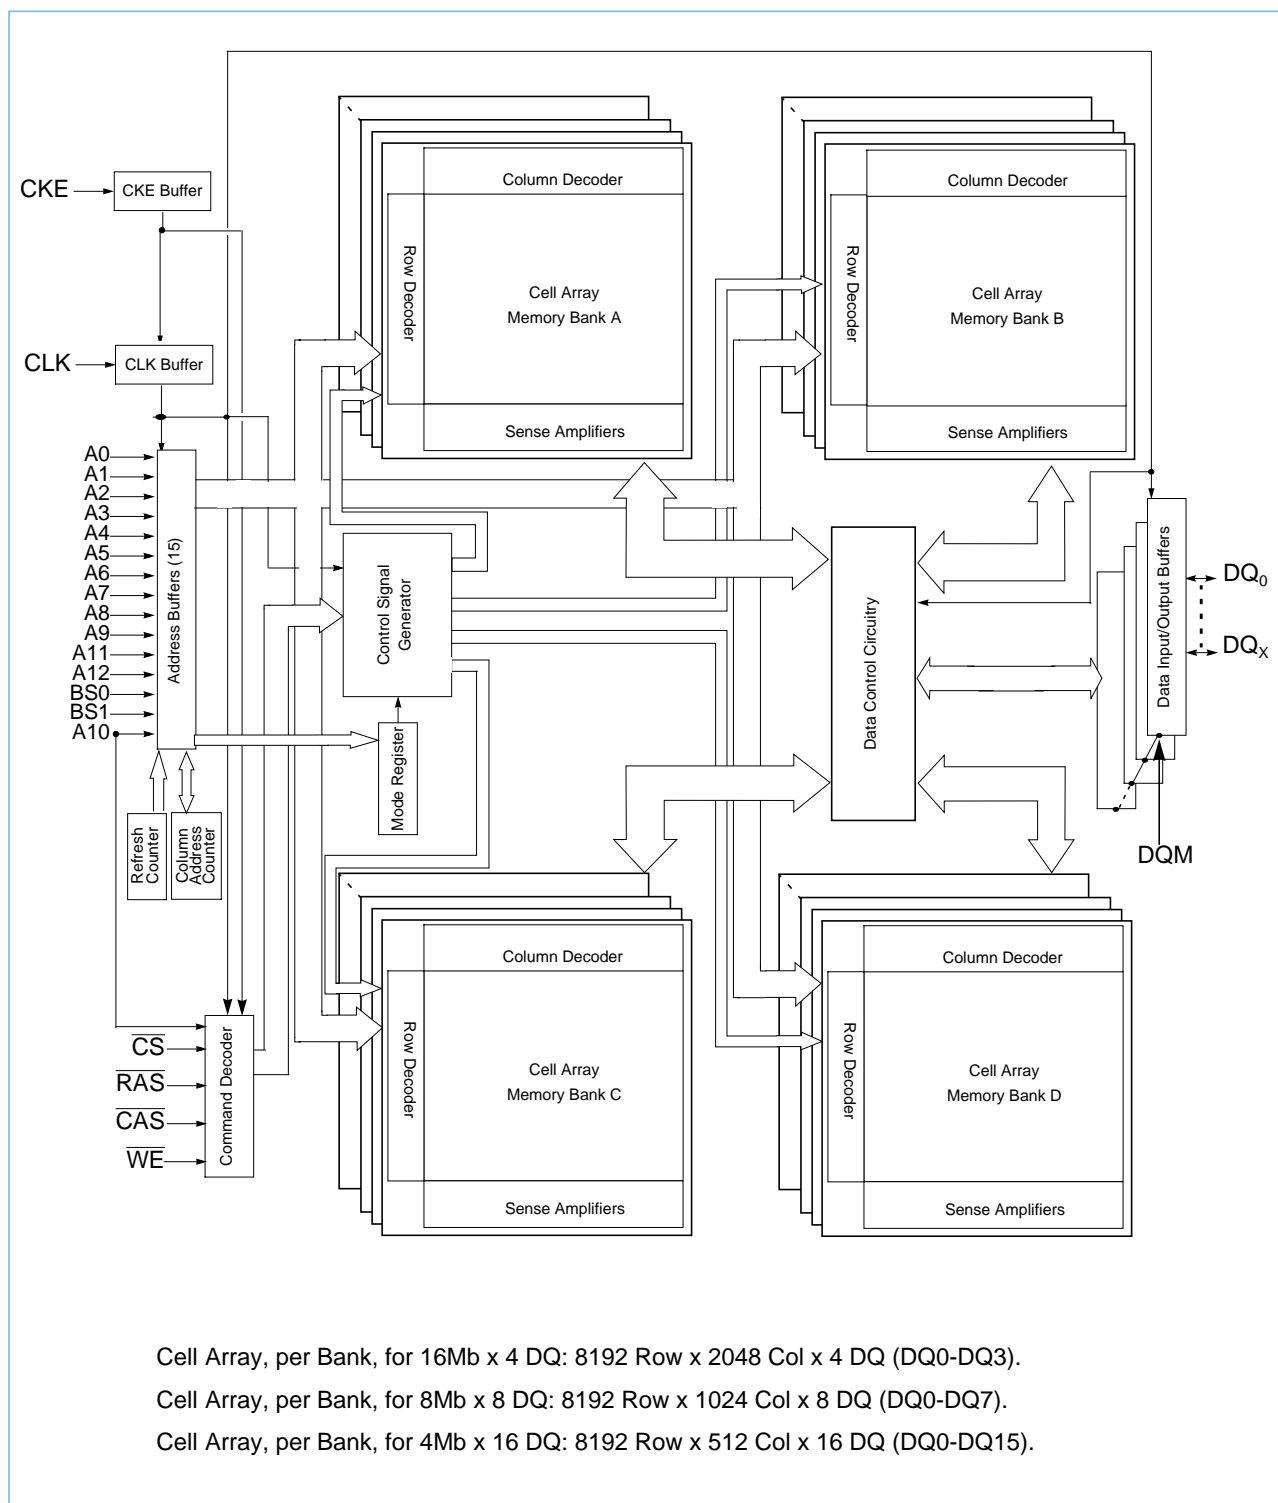 CKE
CKE Buffer
CLK
CLK Buffer
A0
A1
A2
A3
A4
A5
A6
A7
A8
A9
A11
A12
BS0
BS1
A10
Address Buffers (15)
Refresh
Counter
Column
Address
Counter
CS
RAS
CAS
WE
Command Decoder
Control Signal
Generator
Mode Register
Column Decoder
Row Decoder
Cell Array
Memory Bank A
Sense Amplifiers
Column Decoder
Row Decoder
Cell Array
Memory Bank B
Sense Amplifiers
Data Control Circuitry
Data Input/Output Buffers
DQ0
DQX
DQM
Column Decoder
Row Decoder
Cell Array
Memory Bank C
Sense Amplifiers
Column Decoder
Row Decoder
Cell Array
Memory Bank D
Sense Amplifiers
Cell Array, per Bank, for 16Mb x 4 DQ: 8192 Row x 2048 Col x 4 DQ (DQ0-DQ3).
Cell Array, per Bank, for 8Mb x 8 DQ: 8192 Row x 1024 Col x 8 DQ (DQ0-DQ7).
Cell Array, per Bank, for 4Mb x 16 DQ: 8192 Row x 512 Col x 16 DQ (DQ0-DQ15).